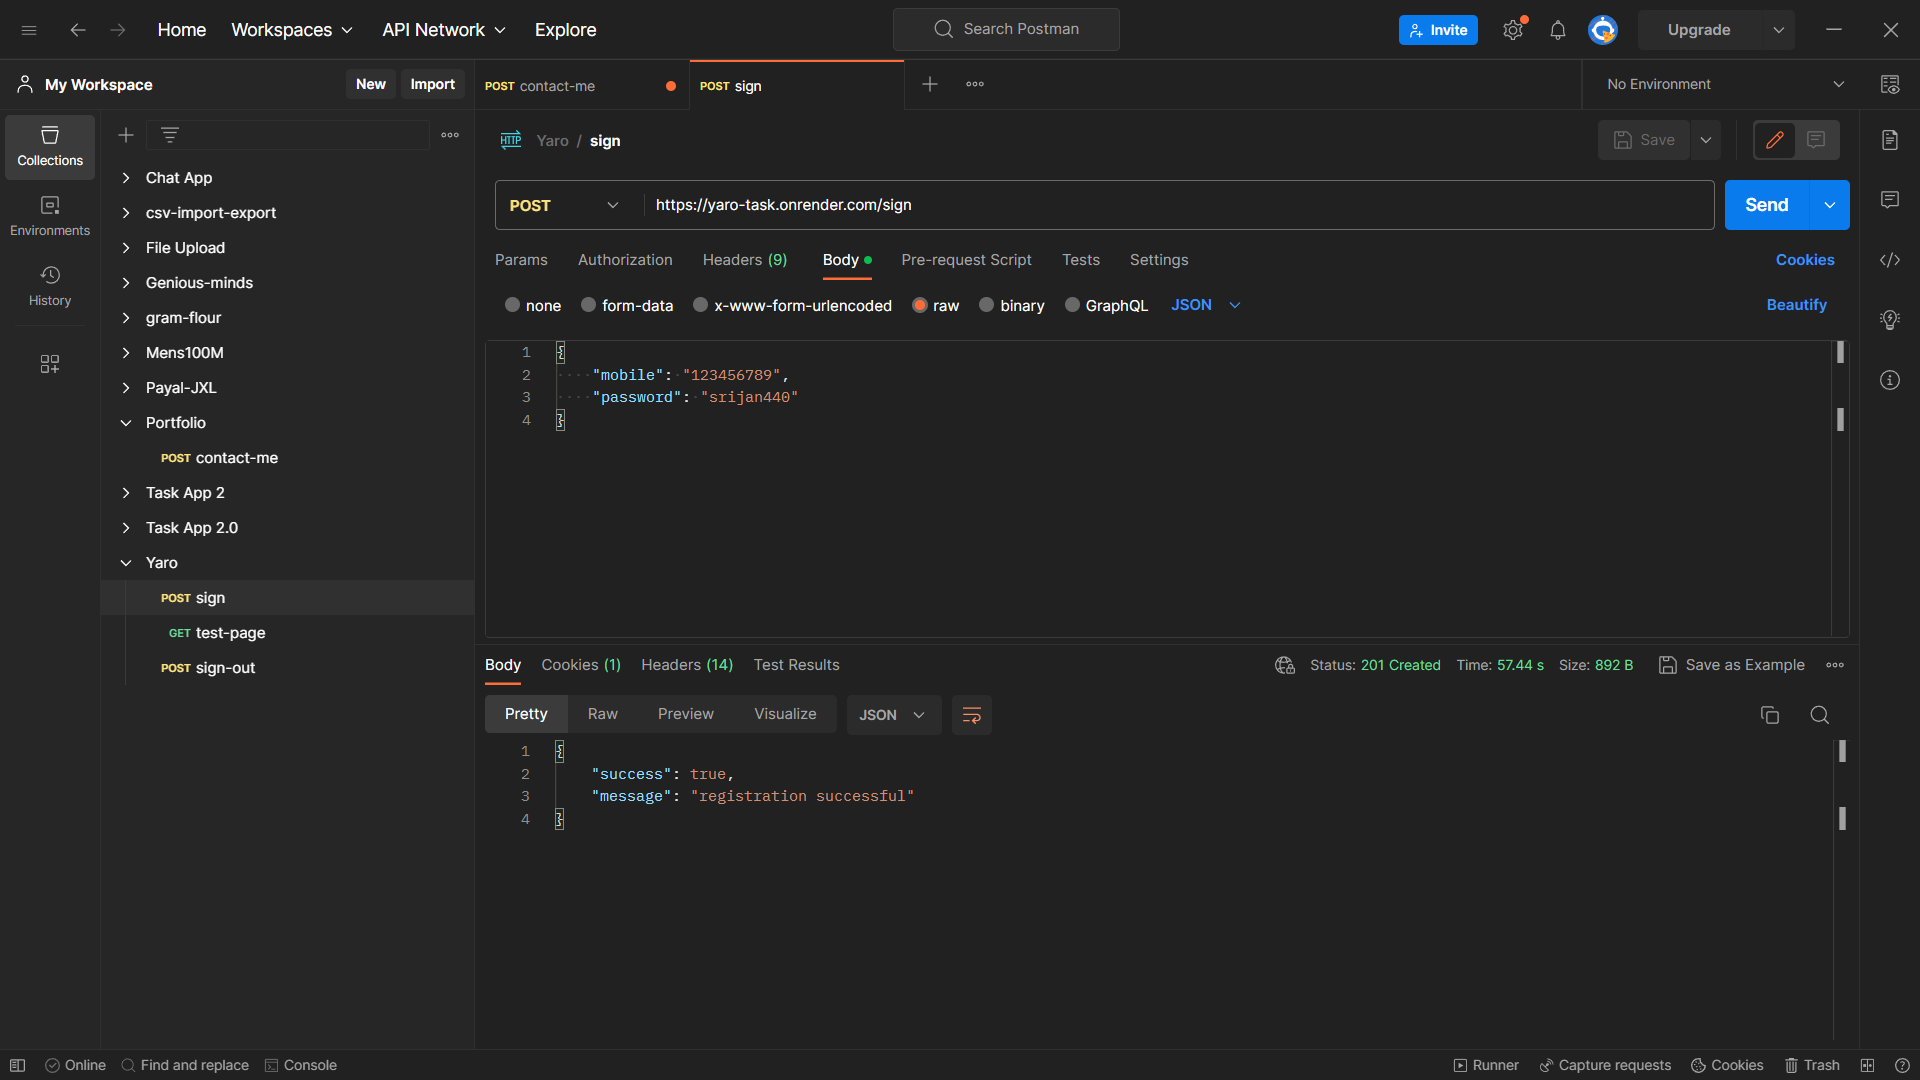 Home Workspaces API Network Explore Search Postman Invite Upgrade
My Workspace New Import
POST contact-me POST sign No Environment
Collections
Environments
History
Chat App
csv-import-export
File Upload
Genious-minds
gram-flour
Mens100M
Payal-JXL
Portfolio
POST contact-me
Task App 2
Task App 2.0
Yaro
POST sign
GET test-page
POST sign-out
HTTP Yaro / sign Save
POST https://yaro-task.onrender.com/sign Send
Params Authorization Headers (9) Body Pre-request Script Tests Settings Cookies
none form-data x-www-form-urlencoded raw binary GraphQL JSON Beautify
1 {
2 "mobile": "123456789",
3 "password": "srijan440"
4 }
Body Cookies (1) Headers (14) Test Results Status: 201 Created Time: 57.44 s Size: 892 B Save as Example
Pretty Raw Preview Visualize JSON
1 {
2 "success": true,
3 "message": "registration successful"
4 }
Online Find and replace Console Runner Capture requests Cookies Trash